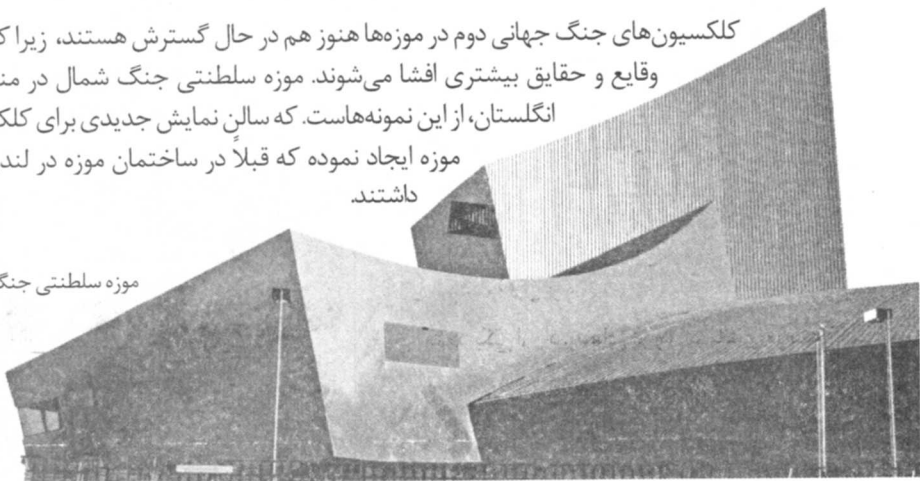 کلکسیون‌های جنگ جهانی دوم در موزه‌ها هنوز هم در حال گسترش هستند، زیرا
وقایع و حقایق بیشتری افشا می‌شوند. موزه سلطنتی جنگ شمال در
انگلستان، از این نمونه‌هاست. که سالن نمایش جدیدی برای
موزه ایجاد نموده که قبلاً در ساختمان موزه در
داشتند.
موزه سلطنتی جنگ